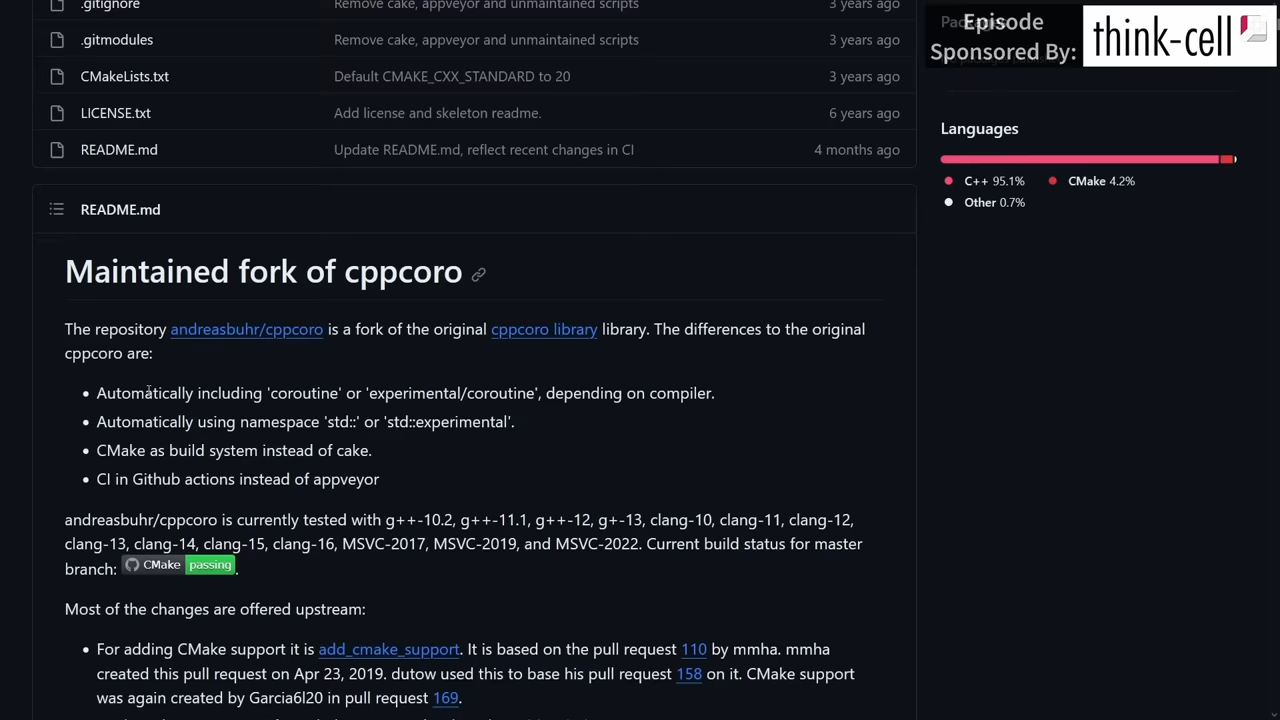 .gitignore Remove cake, appveyor and unmaintained scripts 3 years ago
.gitmodules Remove cake, appveyor and unmaintained scripts 3 years ago
CMakeLists.txt Default CMAKE_CXX_STANDARD to 20 3 years ago
LICENSE.txt Add license and skeleton readme. 6 years ago
README.md Update README.md, reflect recent changes in CI 4 months ago
README.md
Maintained fork of cppcoro
The repository andreasbuhr/cppcoro is a fork of the original cppcoro library library. The differences to the original
cppcoro are:
• Automatically including 'coroutine' or 'experimental/coroutine', depending on compiler.
• Automatically using namespace 'std::' or 'std::experimental'.
• CMake as build system instead of cake.
• CI in Github actions instead of appveyor
andreasbuhr/cppcoro is currently tested with g++-10.2, g++-11.1, g++-12, g+-13, clang-10, clang-11, clang-12,
clang-13, clang-14, clang-15, clang-16, MSVC-2017, MSVC-2019, and MSVC-2022. Current build status for master
branch: CMake passing.
Most of the changes are offered upstream:
• For adding CMake support it is add_cmake_support. It is based on the pull request 110 by mmha. mmha
created this pull request on Apr 23, 2019. dutow used this to base his pull request 158 on it. CMake support
was again created by Garcia6l20 in pull request 169.
Episode
Sponsored By:
think-cell
Languages
C++ 95.1% CMake 4.2%
Other 0.7%